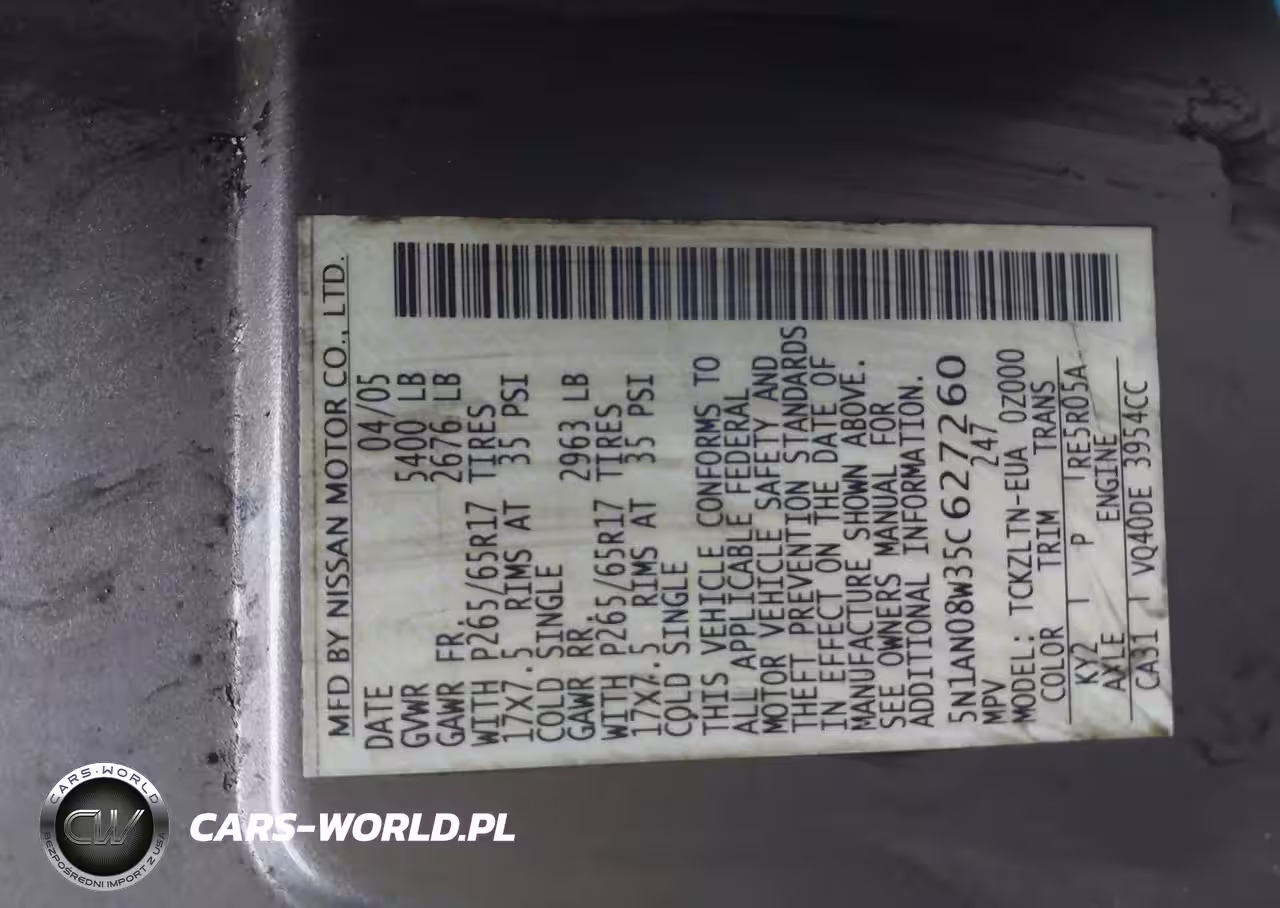 MFD BY NISSAN MOTOR CO., LTD.
DATE 04/05
GVWR 5400 LB
GAWR FR. 2676 LB
WITH P265/65R17 TIRES
17X7.5 RIMS AT 35 PSI
COLD SINGLE
GAWR RR. 2963 LB
WITH P265/65R17 TIRES
17X7.5 RIMS AT 35 PSI
COLD SINGLE
THIS VEHICLE CONFORMS TO
ALL APPLICABLE FEDERAL
MOTOR VEHICLE SAFETY AND
THEFT PREVENTION STANDARDS
IN EFFECT ON THE DATE OF
MANUFACTURE SHOWN ABOVE.
SEE OWNERS MANUAL FOR
ADDITIONAL INFORMATION.
5N1AN08W35C627260
MPV 247
MODEL: TCKZLTN-EUA 0Z000
COLOR TRIM TRANS
KY2 P RE5R05A
AXLE ENGINE
CA31 VQ40DE 3954CC
CARS-WORLD
CW
BEZPOŚREDNI IMPORT Z USA
CARS-WORLD.PL